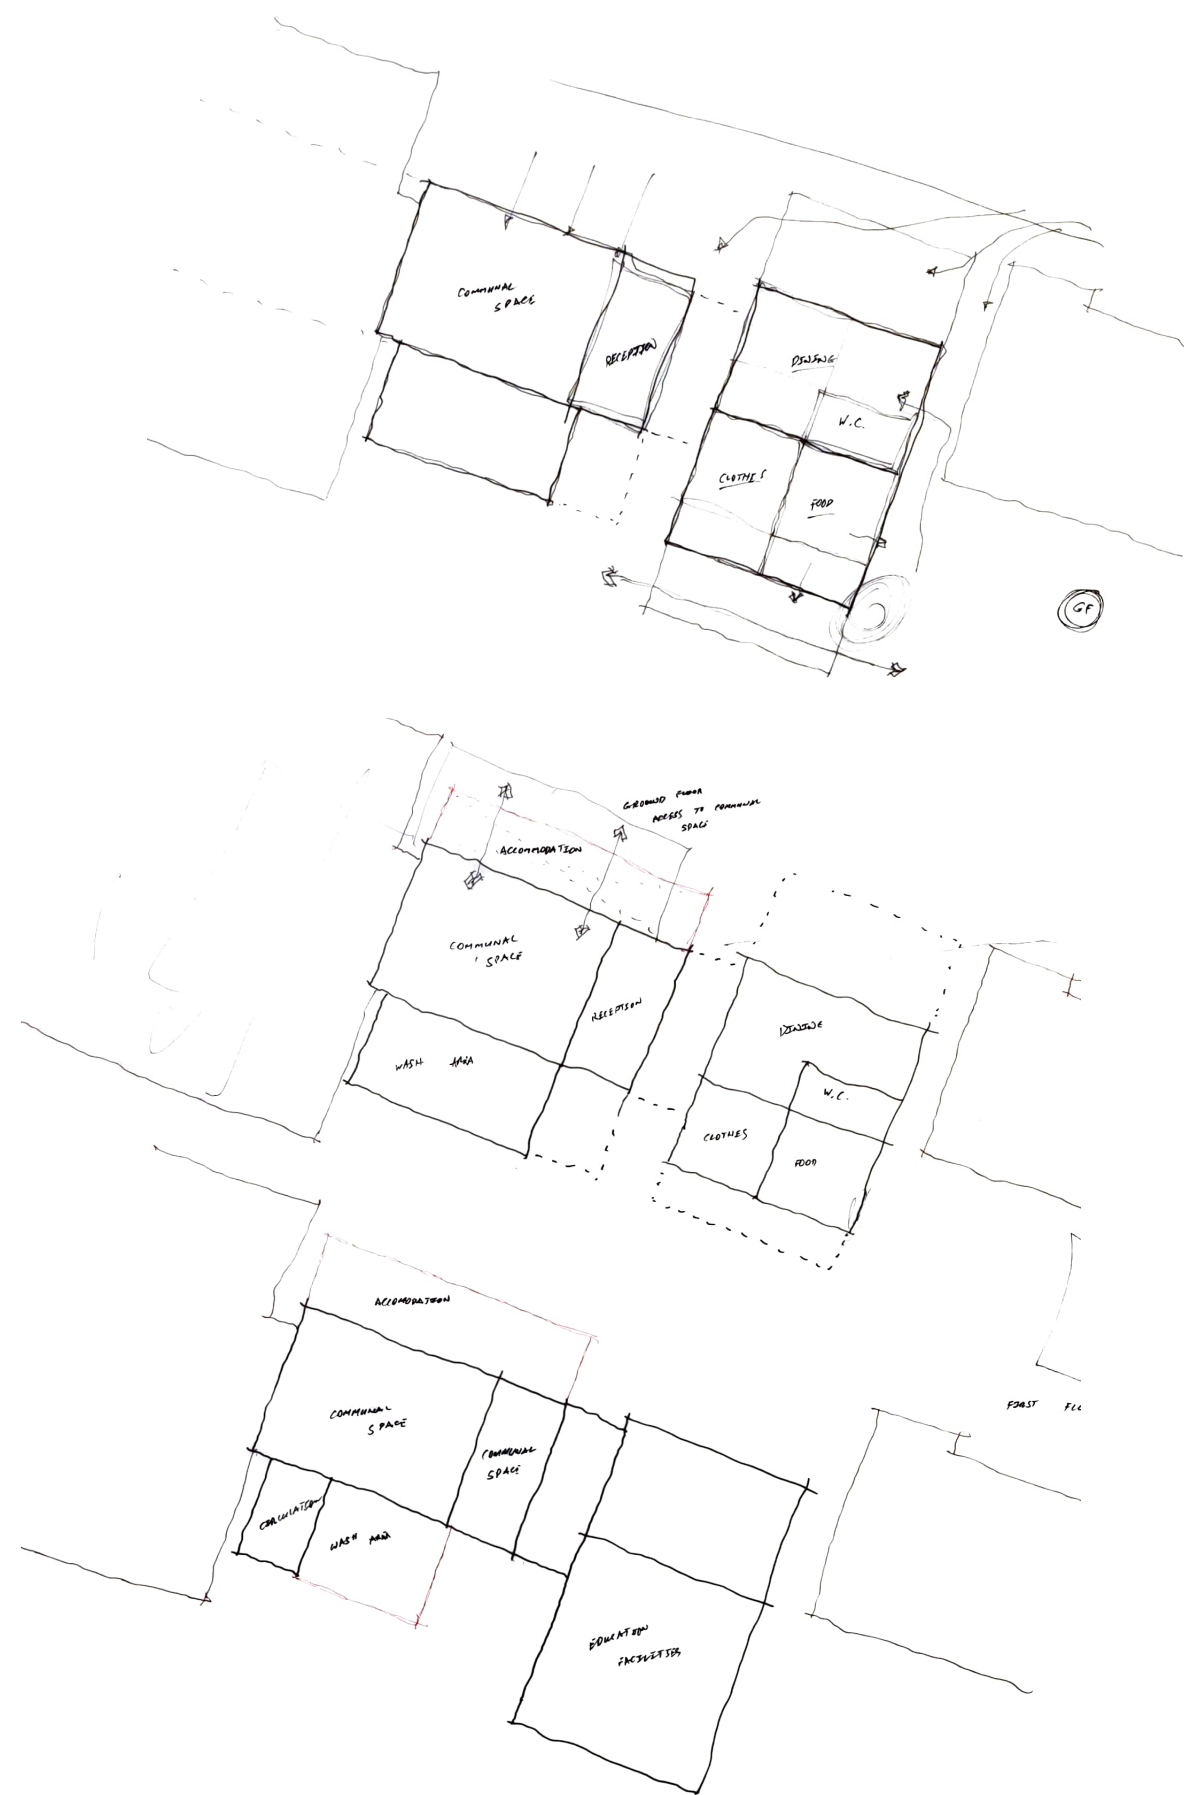 COMMUNAL
SPACE
RECEPTION
DINING
W.C.
CLOTHES
FOOD
GF
GROUND FLOOR
ACCESS TO COMMUNAL
SPACE
ACCOMMODATION
COMMUNAL
SPACE
RECEPTION
WASH AREA
DINING
W.C.
CLOTHES
FOOD
ACCOMODATION
COMMUNAL
SPACE
COMMUNAL
SPACE
CIRCULATION
WASH AREA
EDUCATION
FACILITIES
FIRST FLO